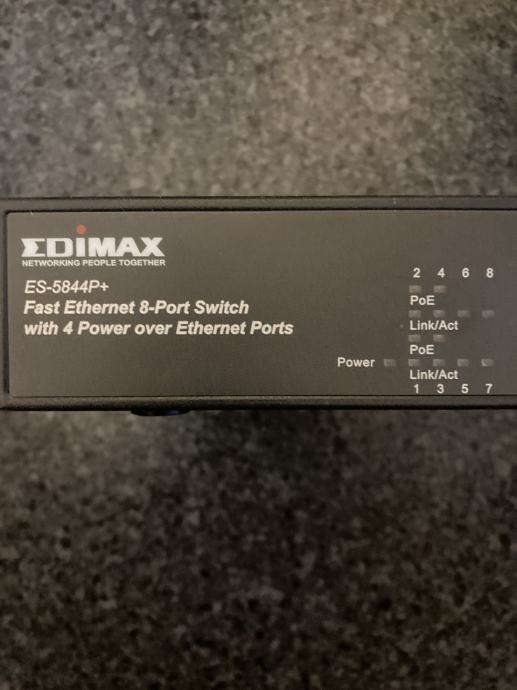 EDIMAX
NETWORKING PEOPLE TOGETHER
ES-5844P+
Fast Ethernet 8-Port Switch
with 4 Power over Ethernet Ports
2 4 6 8
PoE
Link/Act
PoE
Power
Link/Act
1 3 5 7